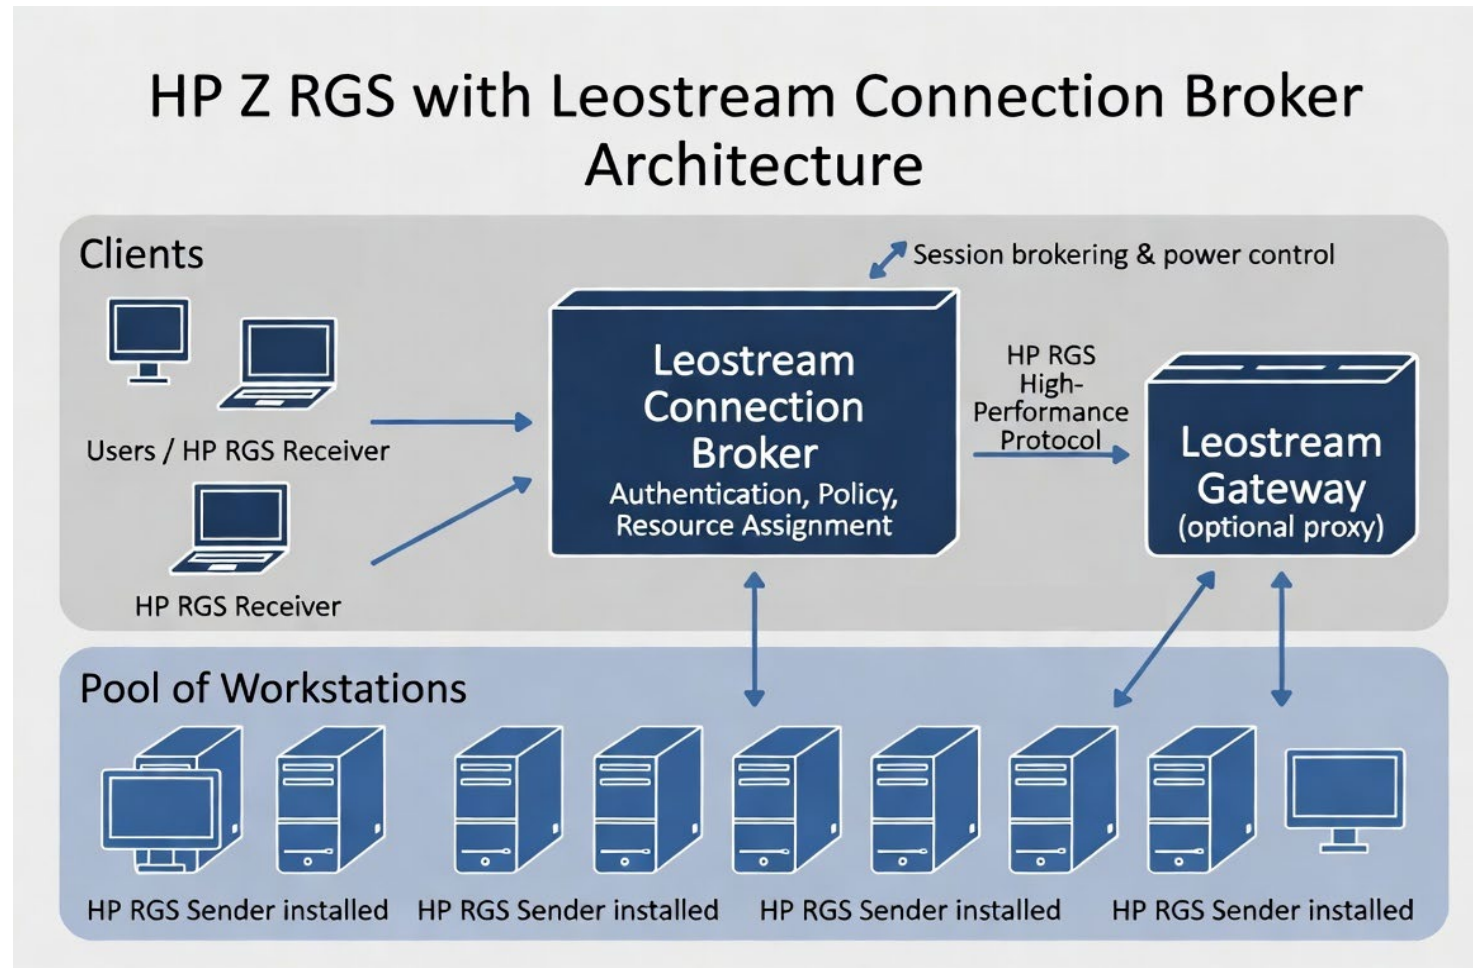 HP Z RGS with Leostream Connection Broker
Architecture
Clients
Session brokering & power control
Users / HP RGS Receiver
HP RGS Receiver
Leostream
Connection
Broker
Authentication, Policy,
Resource Assignment
HP RGS
High-
Performance
Protocol
Leostream
Gateway
(optional proxy)
Pool of Workstations
HP RGS Sender installed
HP RGS Sender installed
HP RGS Sender installed
HP RGS Sender installed